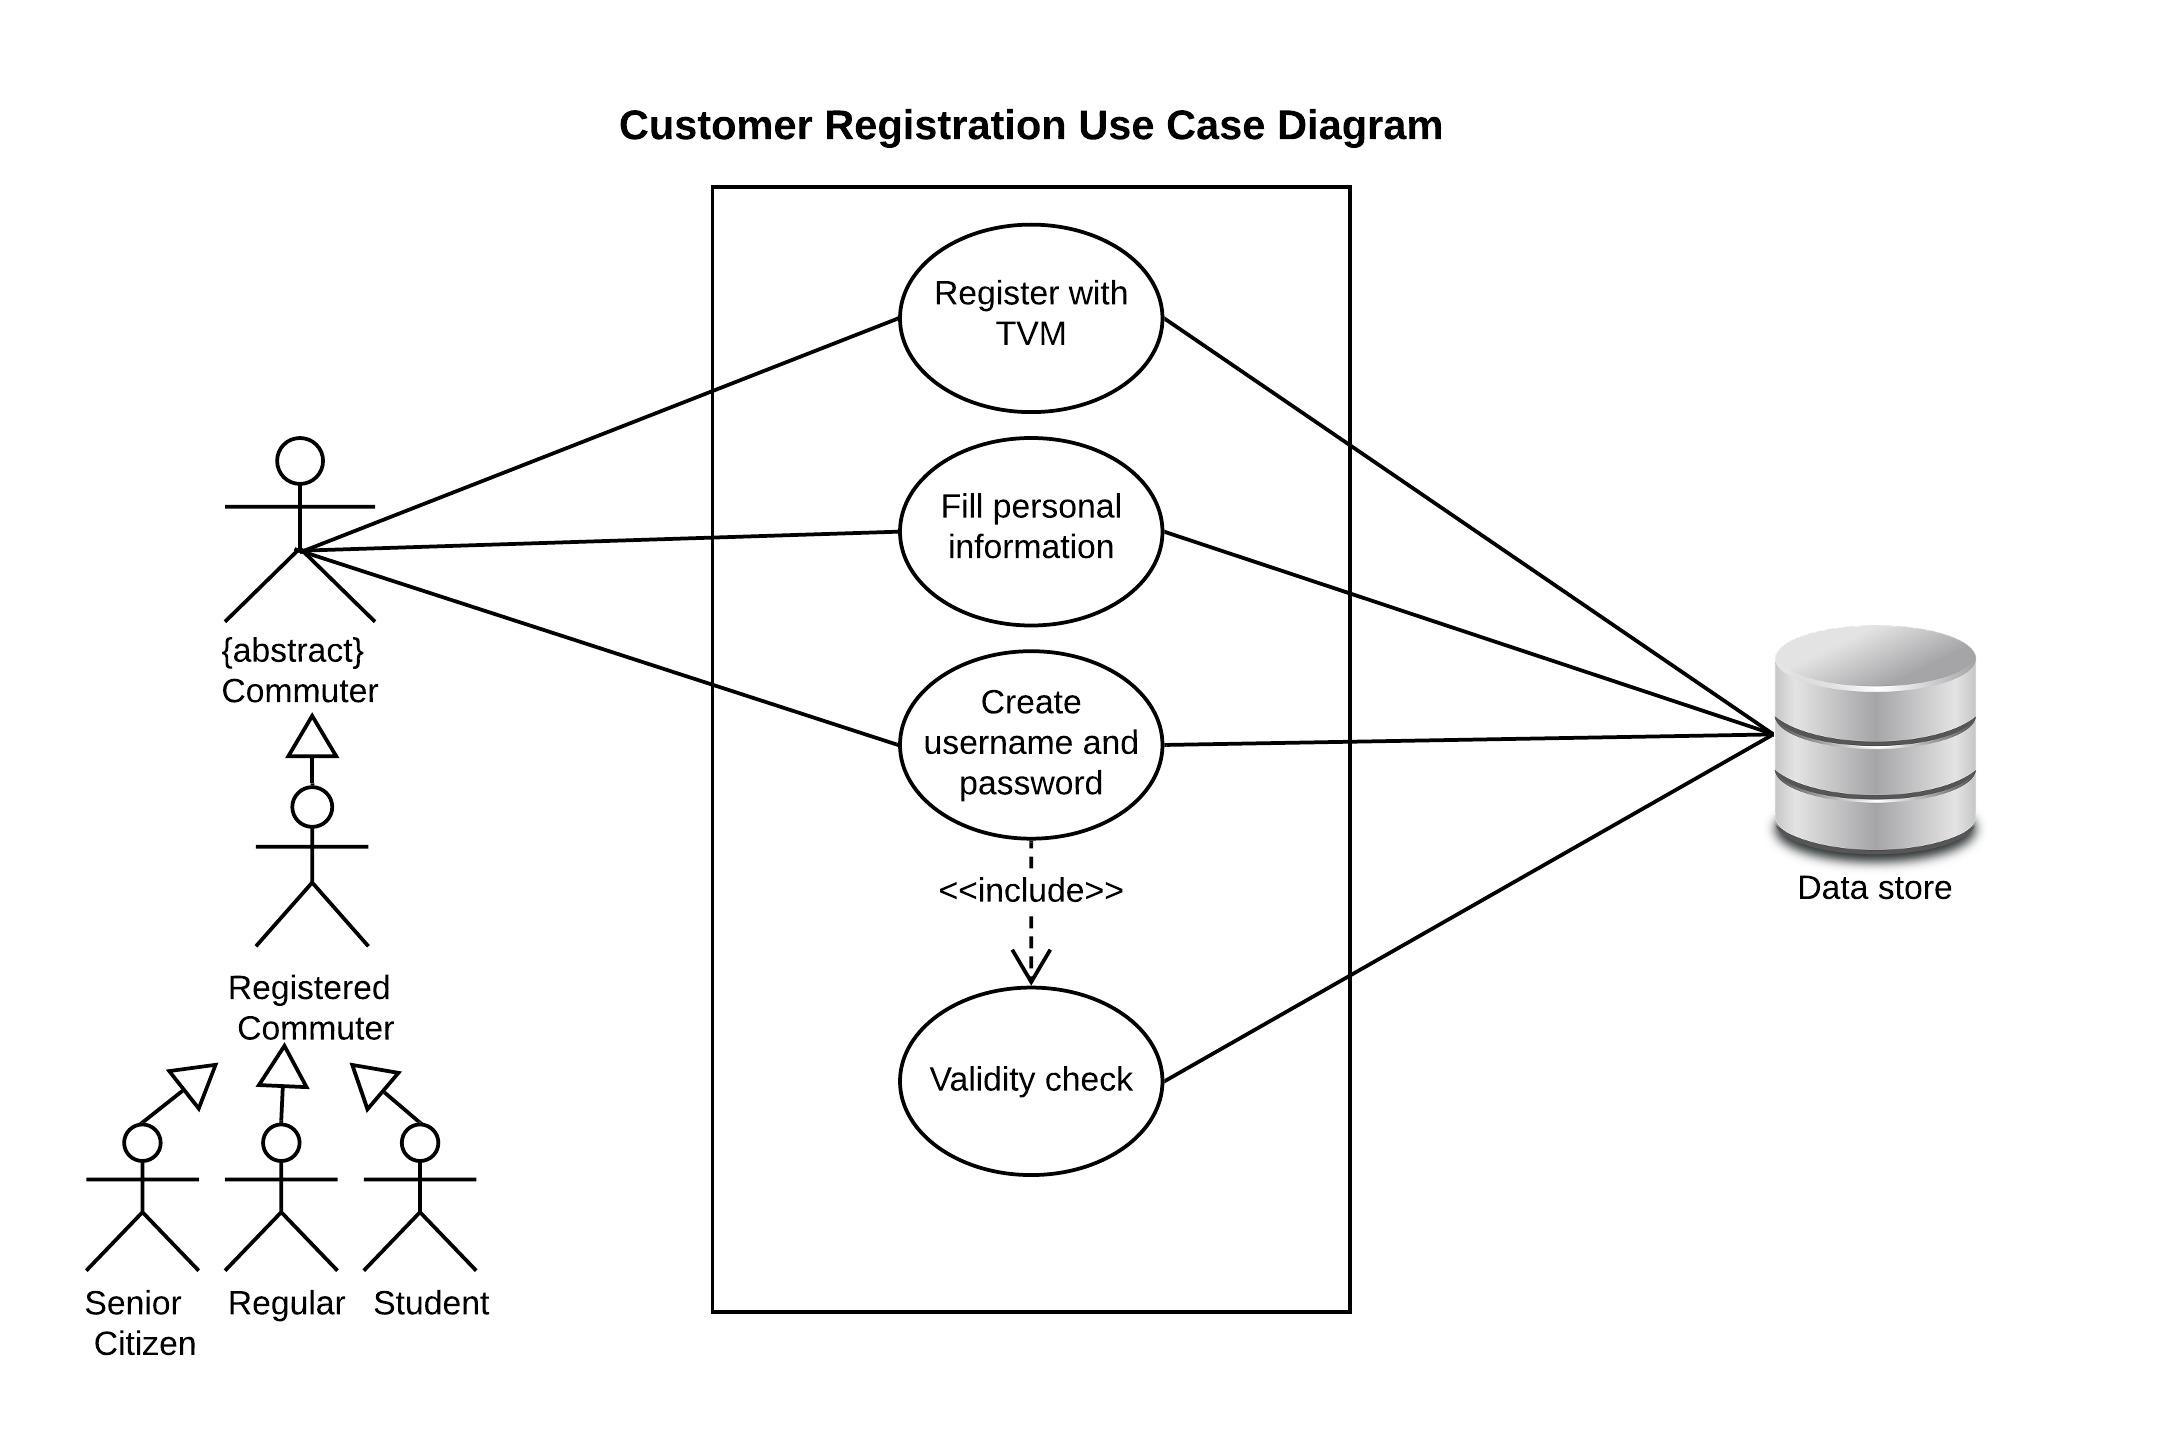 Customer Registration Use Case Diagram
Register with
TVM
Fill personal
information
{abstract}
Commuter
Create
username and
password
<<include>>
Data store
Registered
Commuter
Validity check
Senior
Citizen
Regular
Student